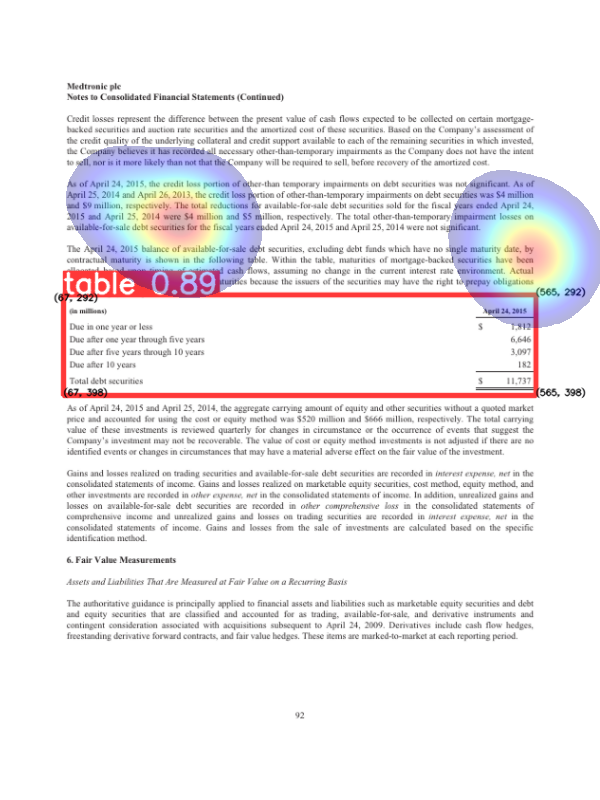 Medtronic plc
Notes to Consolidated Financial Statements (Continued)
Credit losses represent the difference between the present value of cash flows expected to be collected on certain mortgage-
backed securities and auction rate securities and the amortized cost of these securities. Based on the Company's assessment of
the credit quality of the underlying collateral and credit support available to each of the remaining securities in which invested,
the Company believes it has recorded all necessary other-than-temporary impairments as the Company does not have the intent
to sell, nor is it more likely than not that the Company will be required to sell, before recovery of the amortized cost.
As of April 24, 2015, the credit loss portion of other-than temporary impairments on debt securities was not significant. As of
April 25, 2014 and April 26, 2013, the credit loss portion of other-than-temporary impairments on debt securities was $4 million
and $9 million, respectively. The total reductions for available-for-sale debt securities sold for the fiscal years ended April 24,
2015 and April 25, 2014 were $4 million and $5 million, respectively. The total other-than-temporary impairment losses on
available-for-sale debt securities for the fiscal years ended April 24, 2015 and April 25, 2014 were not significant.
The April 24, 2015 balance of available-for-sale debt securities, excluding debt funds which have no single maturity date, by
contractual maturity is shown in the following table. Within the table, maturities of mortgage-backed securities have been
cash flows, assuming no change in the current interest rate environment. Actual
because the issuers of the securities may have the right to prepay obligations
table 0.89
(67, 292) (565, 292)
(in millions) April 24, 2015
Due in one year or less $ 1,812
Due after one year through five years 6,646
Due after five years through 10 years 3,097
Due after 10 years 182
Total debt securities $ 11,737
(67, 398) (565, 398)
As of April 24, 2015 and April 25, 2014, the aggregate carrying amount of equity and other securities without a quoted market
price and accounted for using the cost or equity method was $520 million and $666 million, respectively. The total carrying
value of these investments is reviewed quarterly for changes in circumstance or the occurrence of events that suggest the
Company's investment may not be recoverable. The value of cost or equity method investments is not adjusted if there are no
identified events or changes in circumstances that may have a material adverse effect on the fair value of the investment.
Gains and losses realized on trading securities and available-for-sale debt securities are recorded in interest expense, net in the
consolidated statements of income. Gains and losses realized on marketable equity securities, cost method, equity method, and
other investments are recorded in other expense, net in the consolidated statements of income. In addition, unrealized gains and
losses on available-for-sale debt securities are recorded in other comprehensive loss in the consolidated statements of
comprehensive income and unrealized gains and losses on trading securities are recorded in interest expense, net in the
consolidated statements of income. Gains and losses from the sale of investments are calculated based on the specific
identification method.
6. Fair Value Measurements
Assets and Liabilities That Are Measured at Fair Value on a Recurring Basis
The authoritative guidance is principally applied to financial assets and liabilities such as marketable equity securities and debt
and equity securities that are classified and accounted for as trading, available-for-sale, and derivative instruments and
contingent consideration associated with acquisitions subsequent to April 24, 2009. Derivatives include cash flow hedges,
freestanding derivative forward contracts, and fair value hedges. These items are marked-to-market at each reporting period.
92